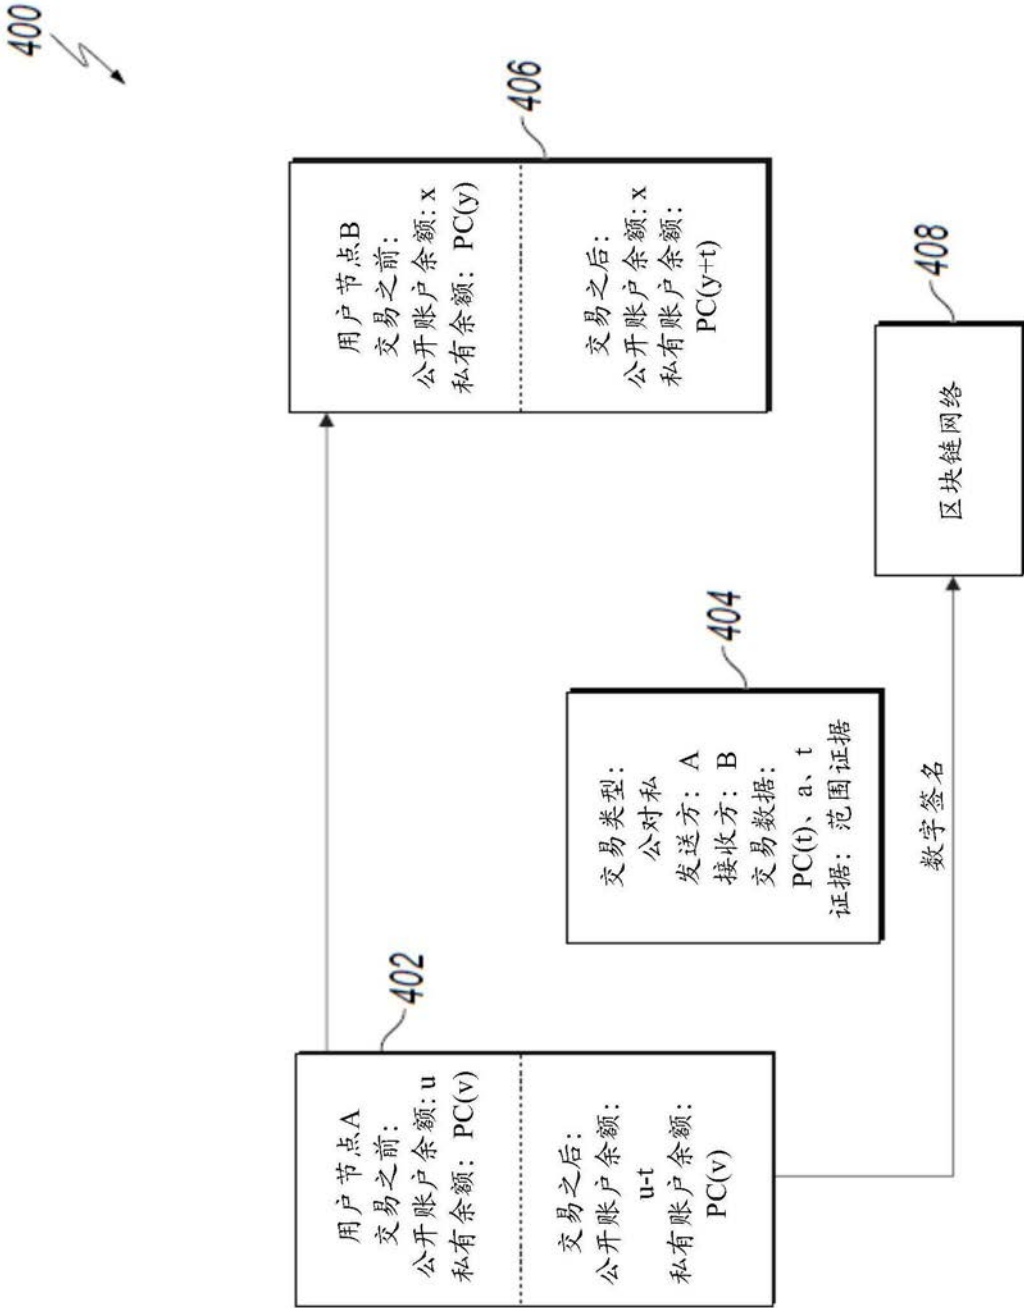 400
用户节点A
交易之前：
公开账户余额：u
私有余额：PC(v)
交易之后：
公开账户余额：
u-t
私有账户余额：
PC(v)
402
交易类型：
公对私
发送方：A
接收方：B
交易数据：
PC(t)、a、t
证据：范围证据
404
用户节点B
交易之前：
公开账户余额：x
私有余额：PC(y)
交易之后：
公开账户余额：x
私有账户余额：
PC(y+t)
406
数字签名
区块链网络
408